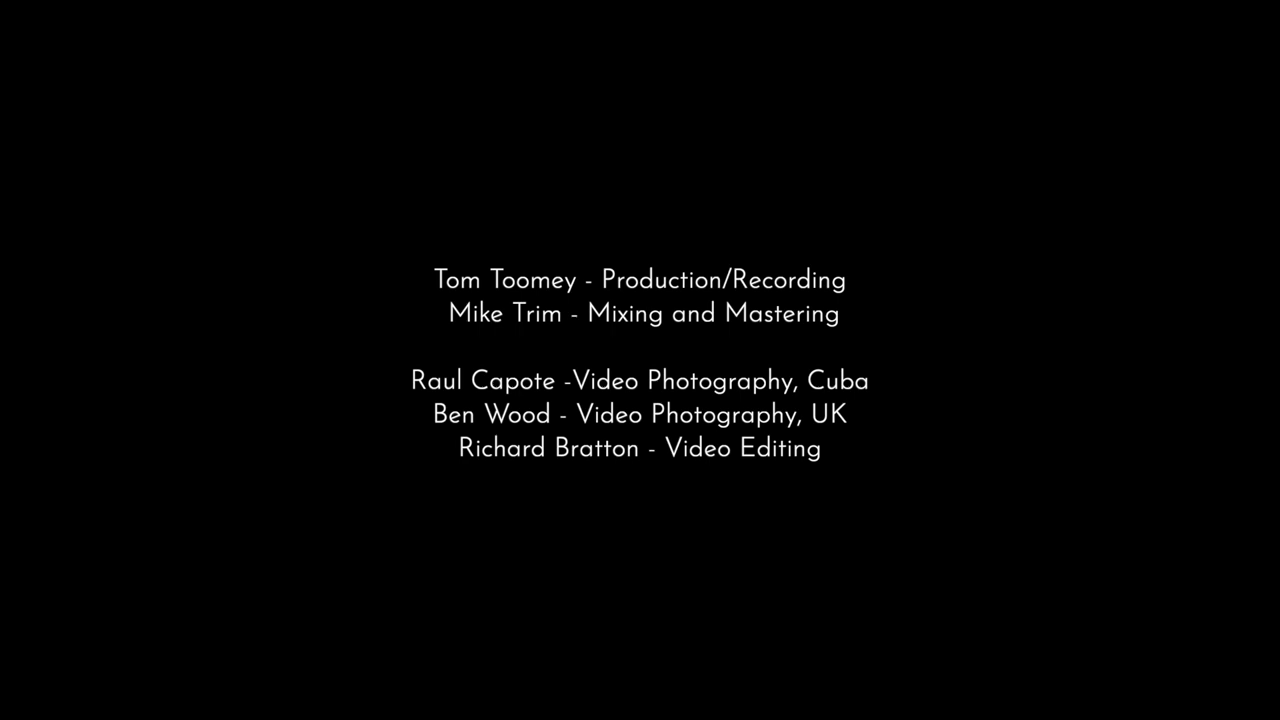 Tom Toomey - Production/Recording
Mike Trim - Mixing and Mastering
Raul Capote -Video Photography, Cuba
Ben Wood - Video Photography, UK
Richard Bratton - Video Editing